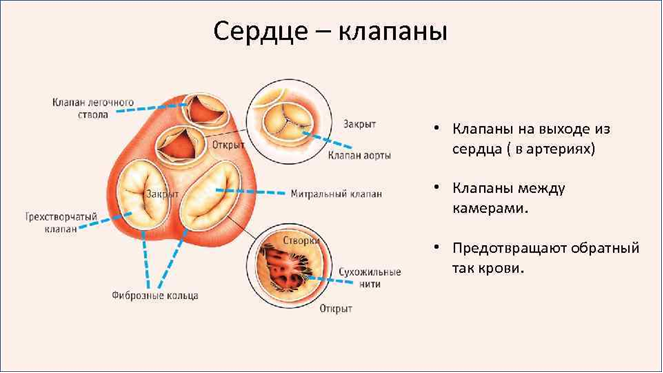 Сердце – клапаны
Клапан легочного
ствола
Закрыт
Открыт
Клапан аорты
Закрыт
Митральный клапан
Грехстворчатый
клапан
Створки
Сухожильные
нити
Фиброзные кольца
Открыт
• Клапаны на выходе из
сердца ( в артериях)
• Клапаны между
камерами.
• Предотвращают обратный
так крови.